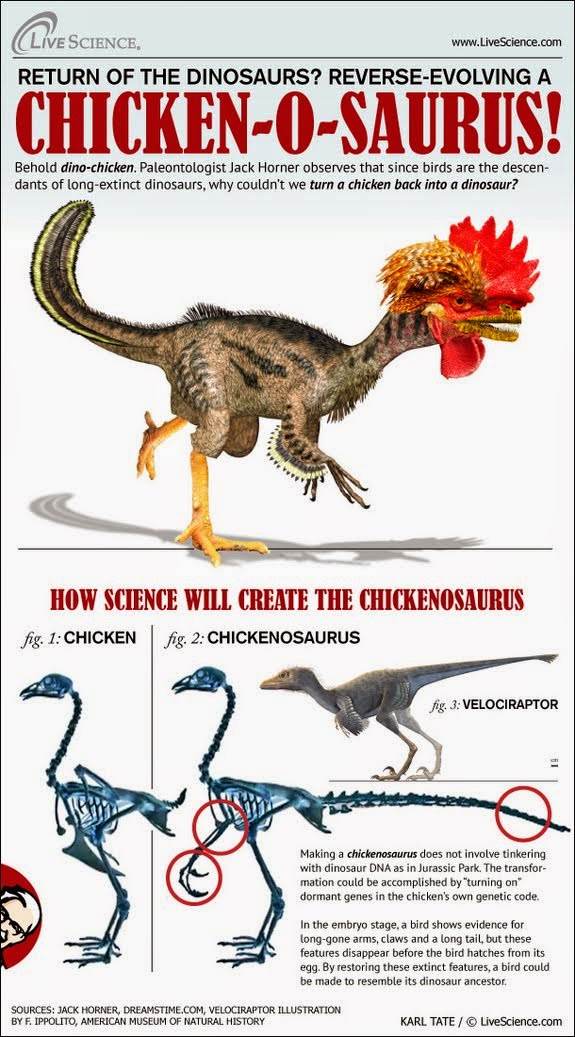 LIVESCIENCE.
www.LiveScience.com
RETURN OF THE DINOSAURS? REVERSE-EVOLVING A
CHICKEN-O-SAURUS!
Behold dino-chicken. Paleontologist Jack Horner observes that since birds are the descen-
dants of long-extinct dinosaurs, why couldn't we turn a chicken back into a dinosaur?
HOW SCIENCE WILL CREATE THE CHICKENOSAURUS
fig. 1: CHICKEN
fig. 2: CHICKENOSAURUS
fig. 3: VELOCIRAPTOR
Making a chickenosaurus does not involve tinkering
with dinosaur DNA as in Jurassic Park. The transfor-
mation could be accomplished by “turning on”
dormant genes in the chicken's own genetic code.
In the embryo stage, a bird shows evidence for
long-gone arms, claws and a long tail, but these
features disappear before the bird hatches from its
egg. By restoring these extinct features, a bird could
be made to resemble its dinosaur ancestor.
SOURCES: JACK HORNER, DREAMSTIME.COM, VELOCIRAPTOR ILLUSTRATION
BY F. IPPOLITO, AMERICAN MUSEUM OF NATURAL HISTORY
KARL TATE / © LiveScience.com